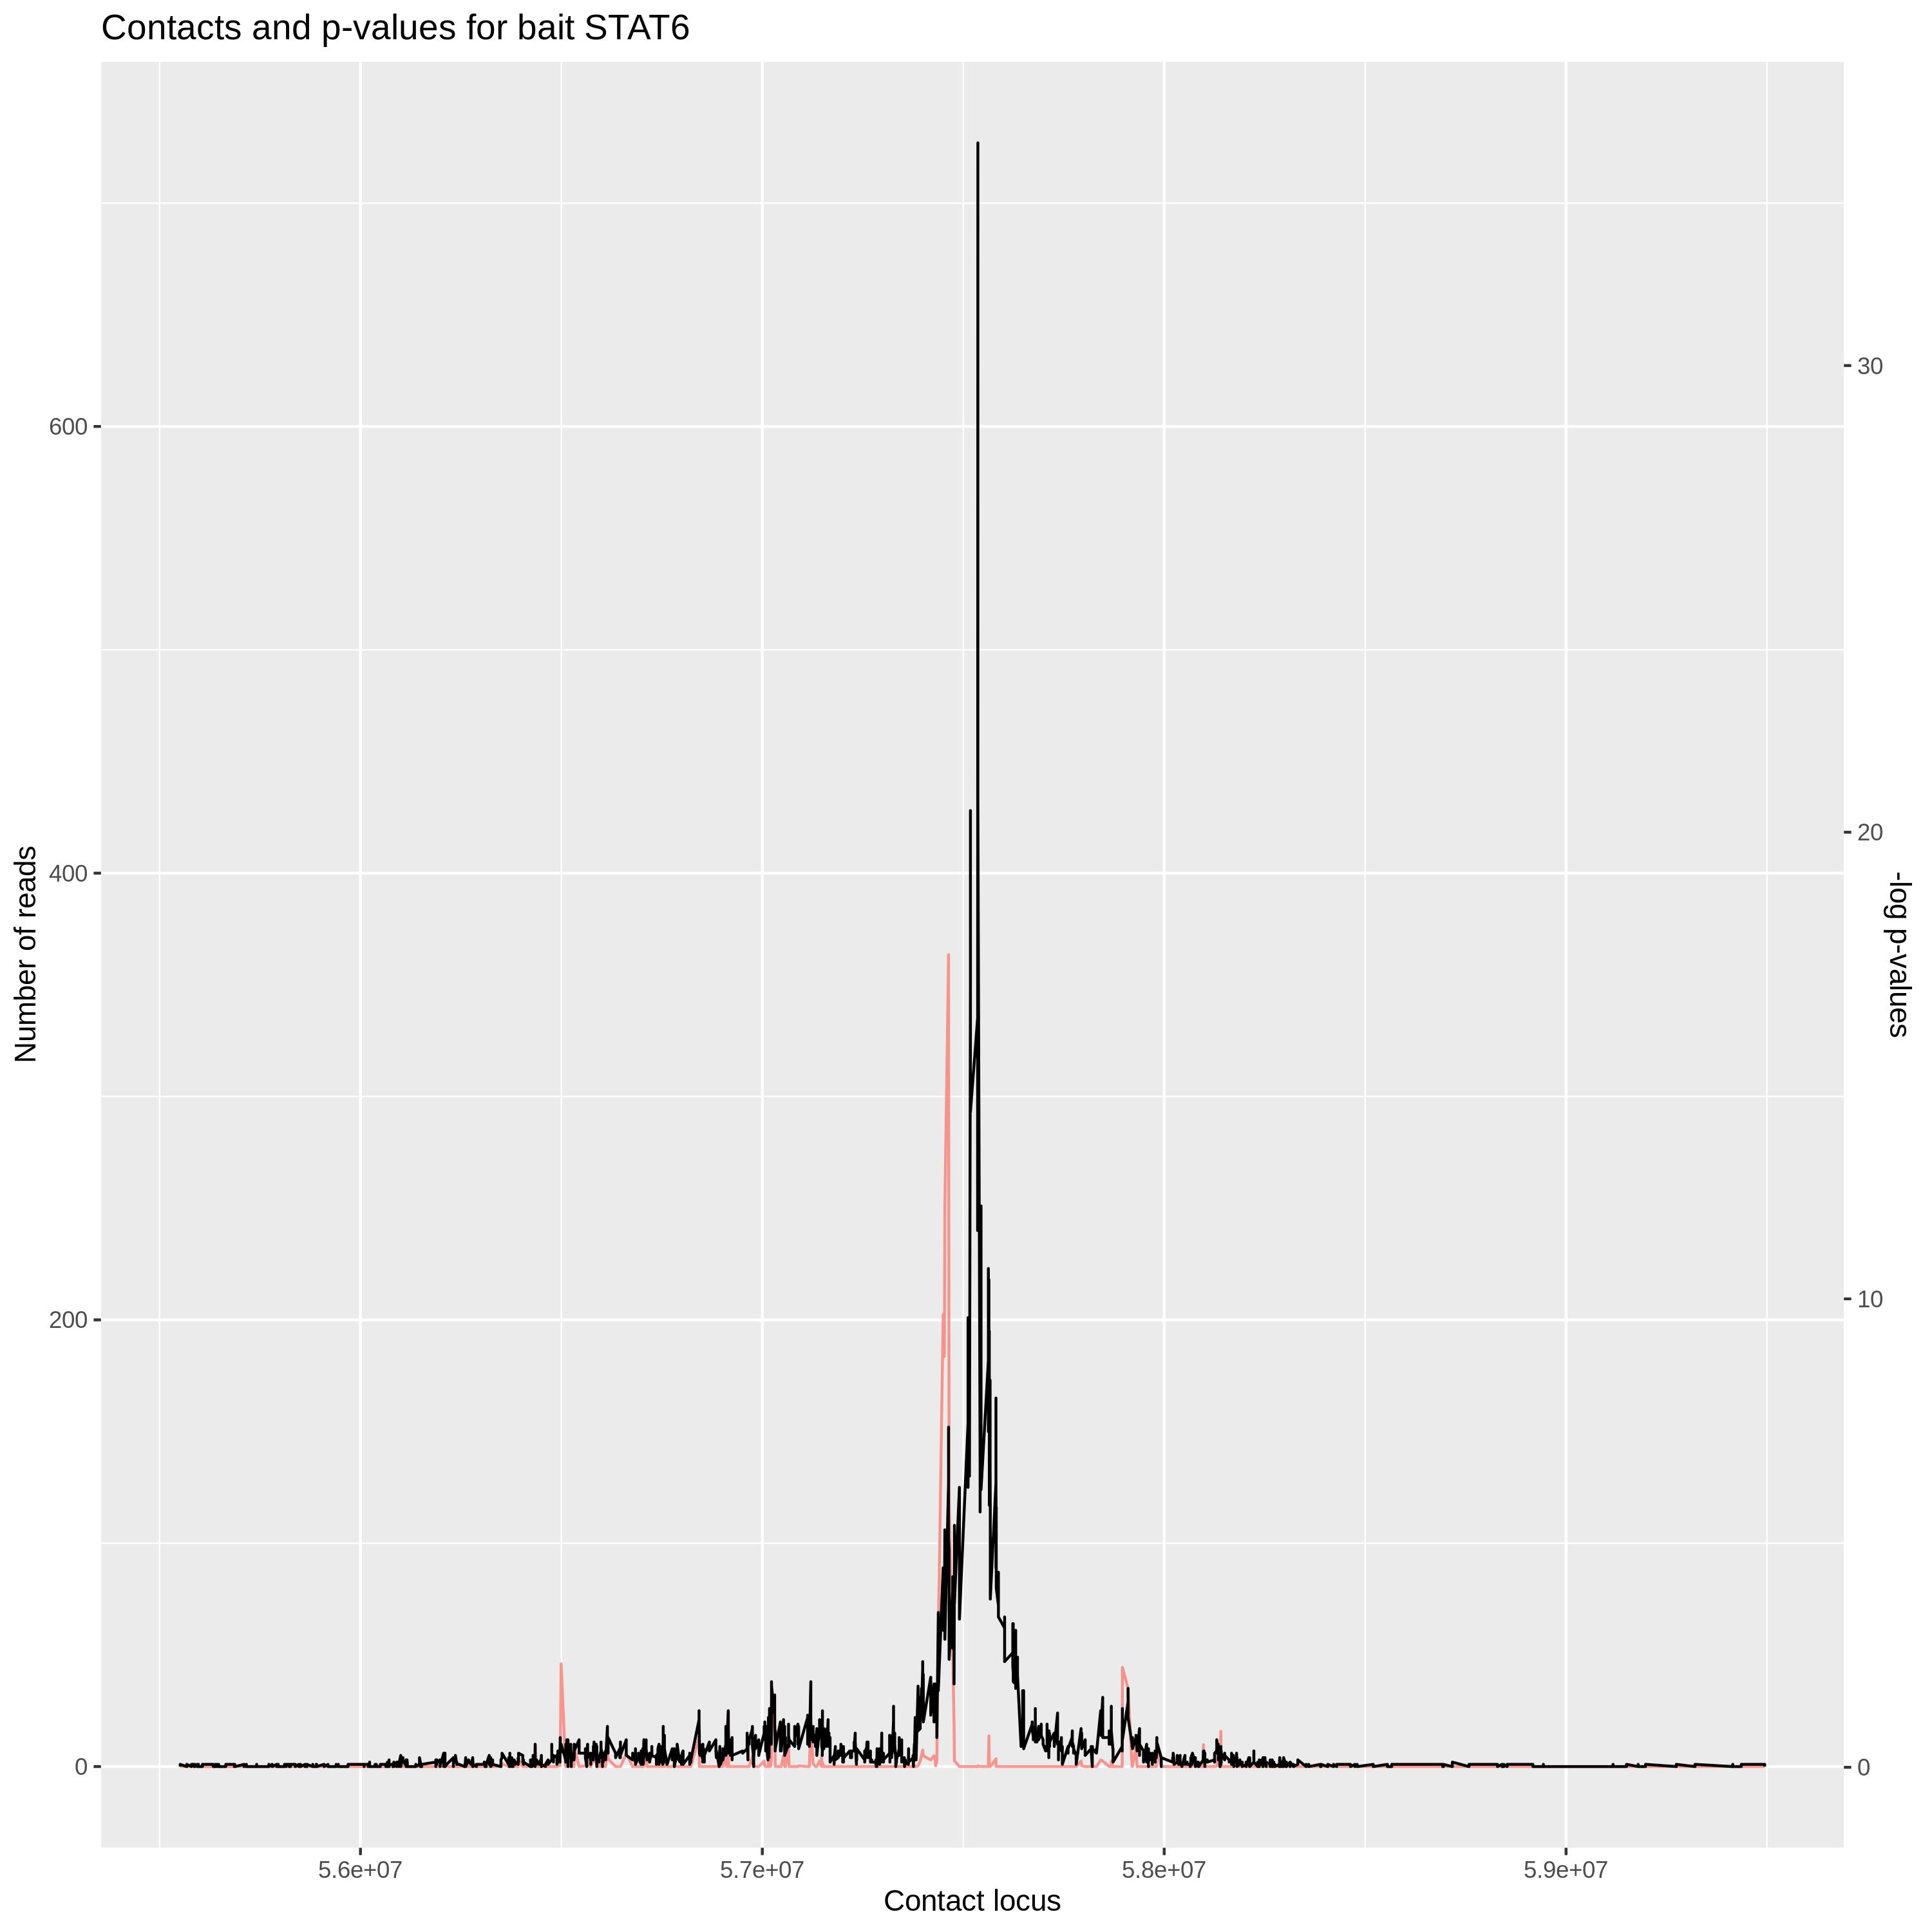 Contacts and p-values for bait STAT6
Number of reads
600
400
200
0
30
20
10
0
-log p-values
5.6e+07
5.7e+07
5.8e+07
5.9e+07
Contact locus